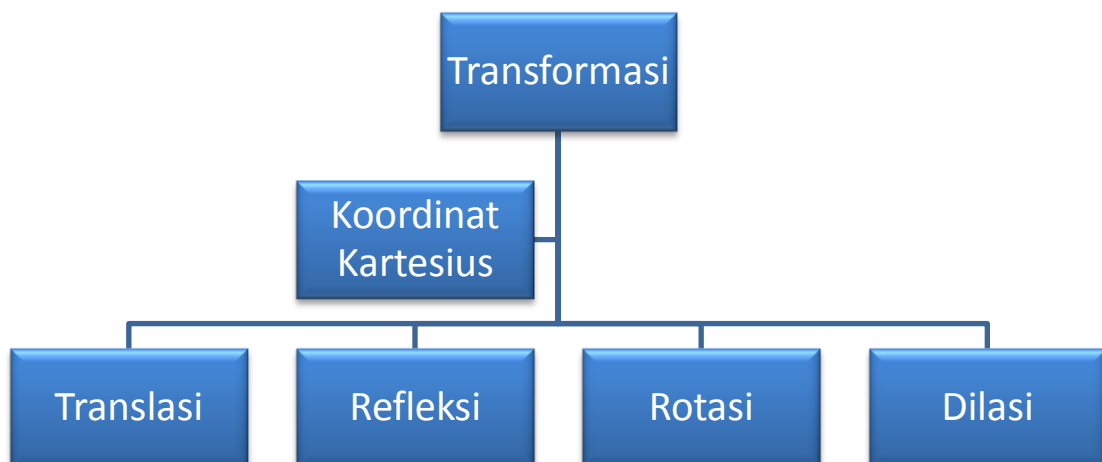 Transformasi
Koordinat
Kartesius
Translasi
Refleksi
Rotasi
Dilasi